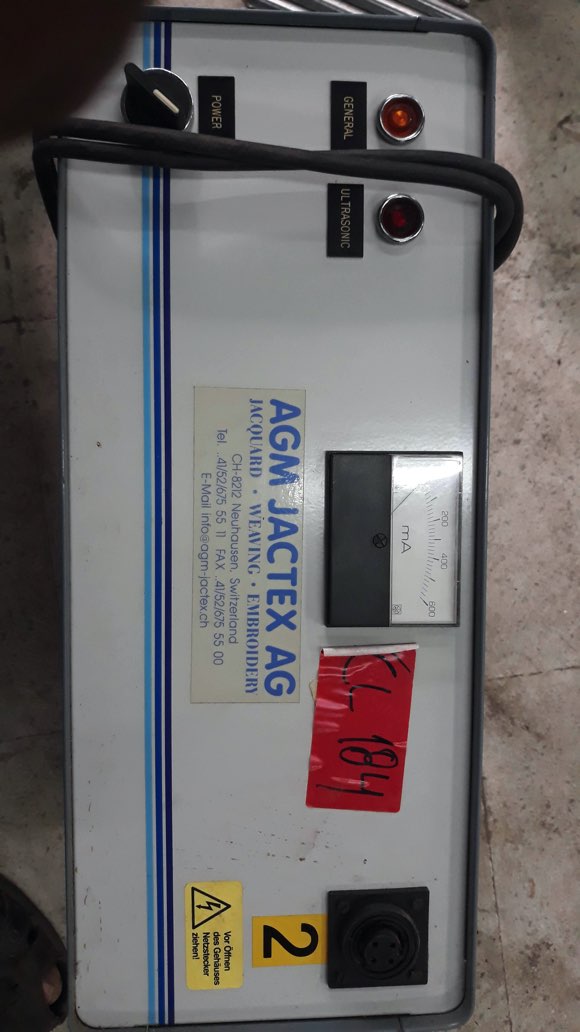 POWER
GENERAL
ULTRASONIC
200 400 600
mA
AGM JACTEX AG
JACQUARD • WEAVING • EMBROIDERY
CH-8212 Neuhausen, Switzerland
Tel. ..41/52/675 55 11 FAX ..41/52/675 55 00
E-Mail info@agm-jactex.ch
EL 184
2
Vor Öffnen
des Gehäuses
Netzstecker
ziehen!